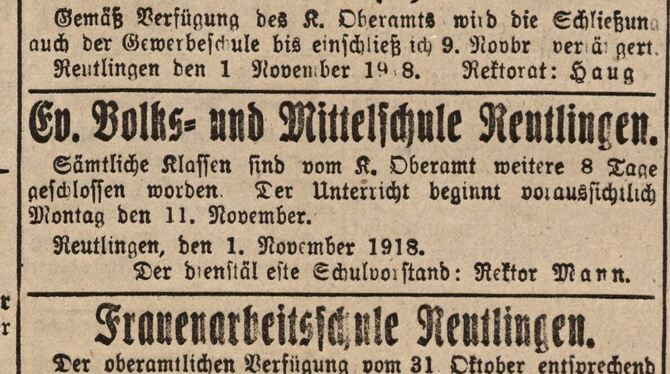 Gemäß Verfügung des K. Oberamts wird die Schließung
auch der Gewerbeschule bis einschließlich 9. Novbr verlängert.
Reutlingen den 1 November 1918. Rektorat: Haug
Ev. Volks= und Mittelschule Reutlingen.
Sämtliche Klassen sind vom K. Oberamt weitere 8 Tage
geschlossen worden. Der Unterricht beginnt voraussichtlich
Montag den 11. November.
Reutlingen, den 1. November 1918.
Der dienstälteste Schulvorstand: Rektor Mann.
r
r
Frauenarbeitsschule Reutlingen.
Der oberamtlichen Verfügung vom 31 Oktober entsprechend